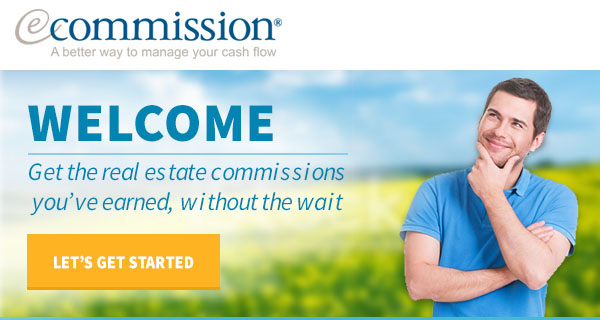 ecommission®
A better way to manage your cash flow
WELCOME
Get the real estate commissions
you've earned, without the wait
LET'S GET STARTED